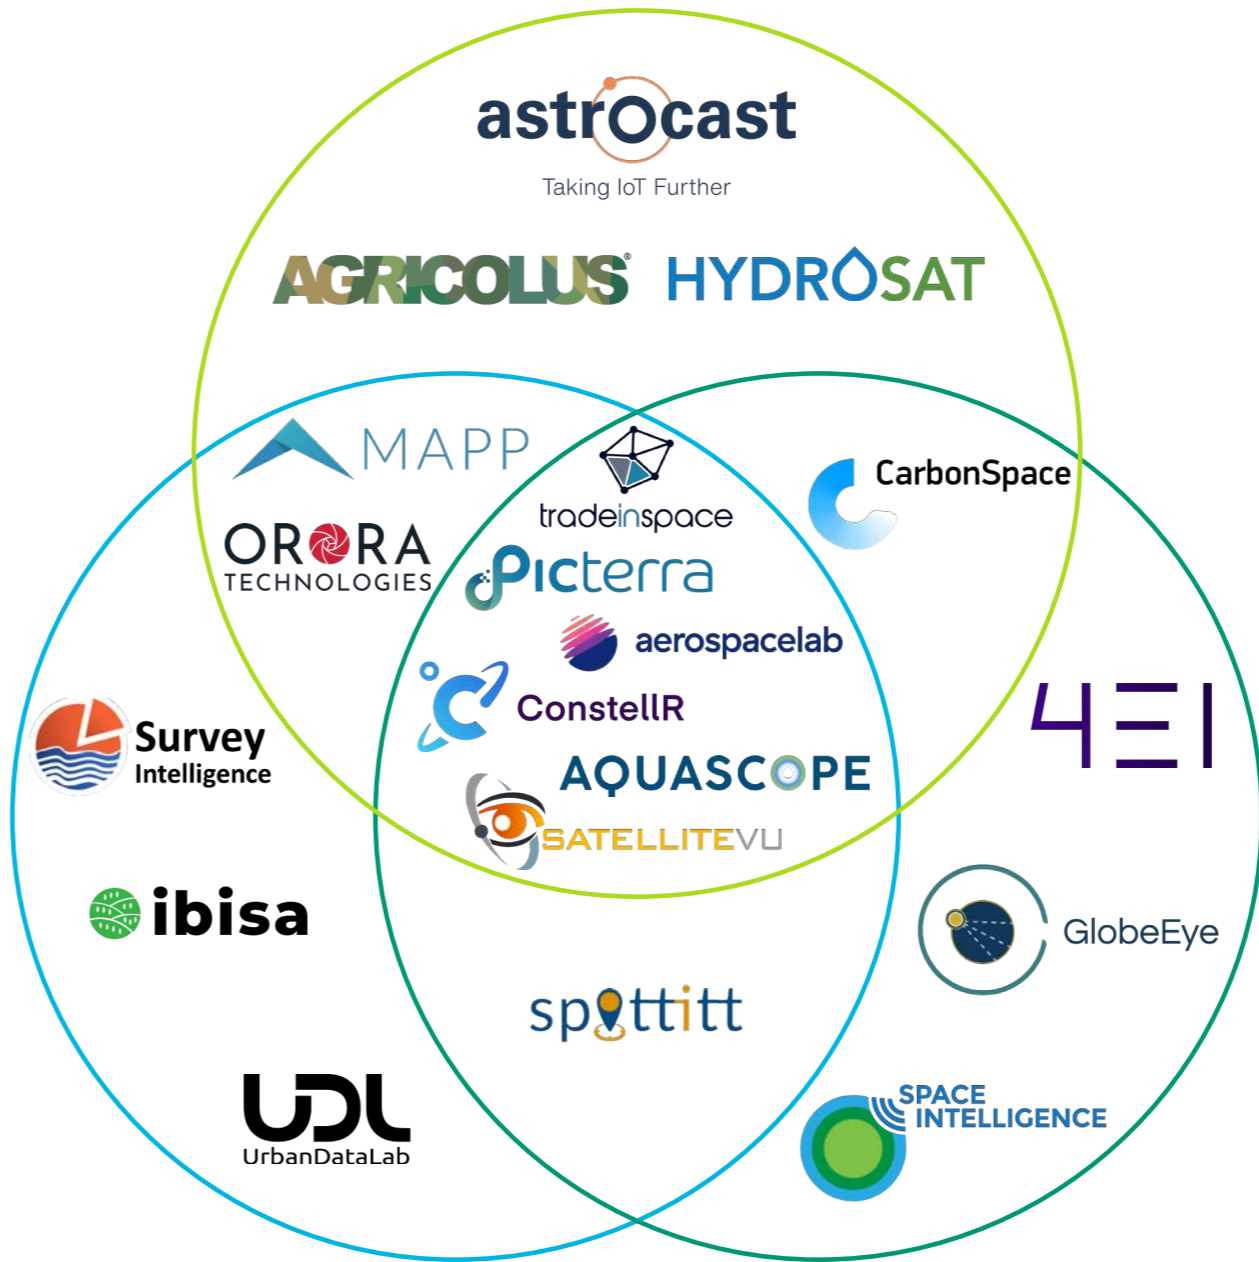 astrocast
Taking IoT Further
AGRICOLUS®
HYDROSAT
MAPP
tradeinspace
CarbonSpace
ORORA
TECHNOLOGIES
Picterra
aerospacelab
ConstellR
4EI
Survey
Intelligence
AQUASCOPE
SATELLITEVU
ibisa
GlobeEye
spottitt
UDL
UrbanDataLab
SPACE
INTELLIGENCE